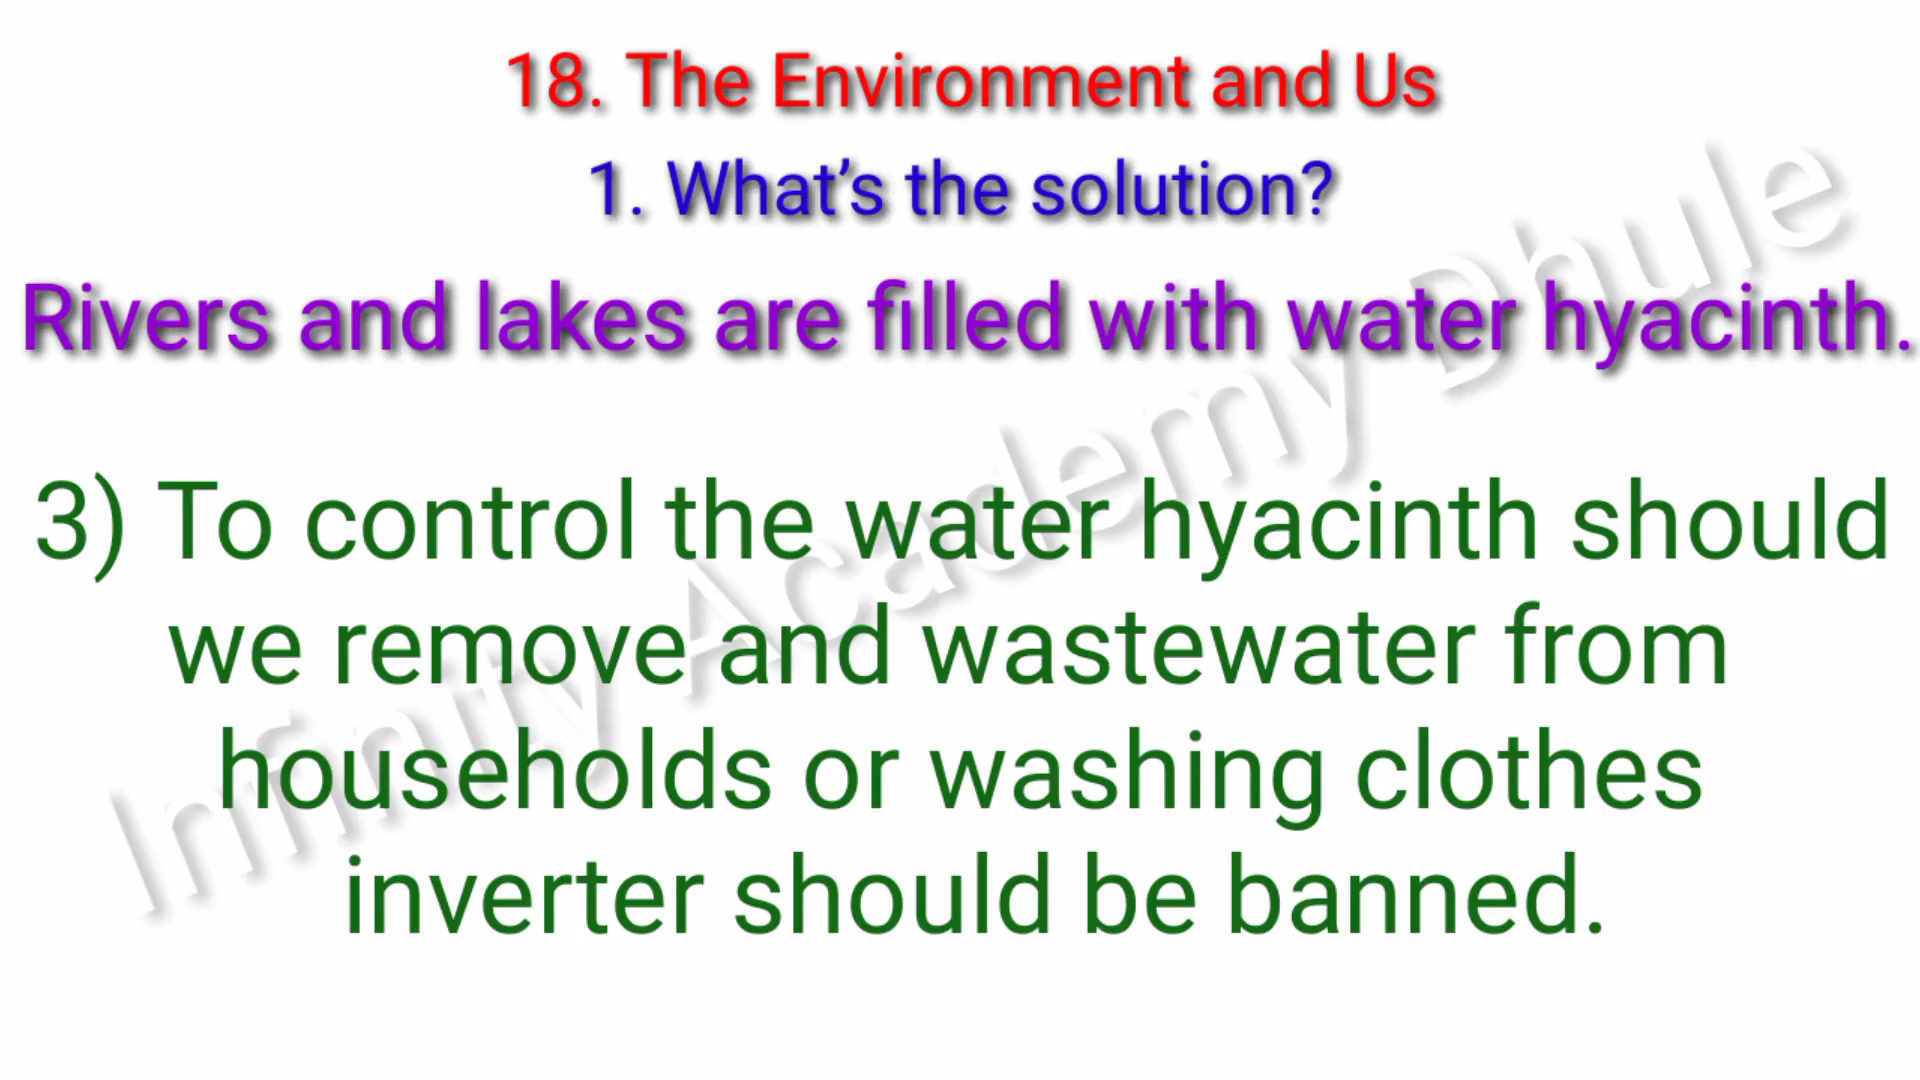 18. The Environment and Us
1. What's the solution?
Rivers and lakes are filled with water hyacinth.
3) To control the water hyacinth should
we remove and wastewater from
households or washing clothes
inverter should be banned.
Infinity Academy Dhule